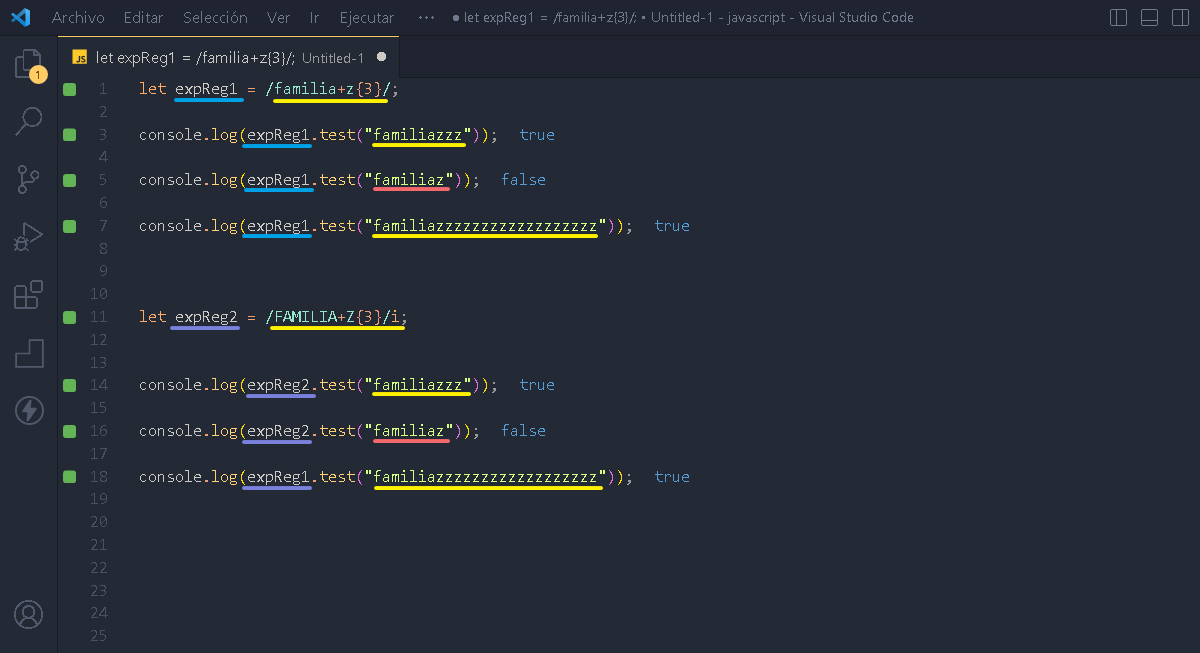 Archivo Editar Selección Ver Ir Ejecutar ··· ● let expReg1 = /familia+z{3}/; • Untitled-1 - javascript - Visual Studio Code
JS let expReg1 = /familia+z{3}/; Untitled-1 ●
1
1 let expReg1 = /familia+z{3}/;
2
3 console.log(expReg1.test("familiazzz")); true
4
5 console.log(expReg1.test("familiaz")); false
6
7 console.log(expReg1.test("familiazzzzzzzzzzzzzzzzzz")); true
8
9
10
11 let expReg2 = /FAMILIA+Z{3}/i;
12
13
14 console.log(expReg2.test("familiazzz")); true
15
16 console.log(expReg2.test("familiaz")); false
17
18 console.log(expReg1.test("familiazzzzzzzzzzzzzzzzzz")); true
19
20
21
22
23
24
25